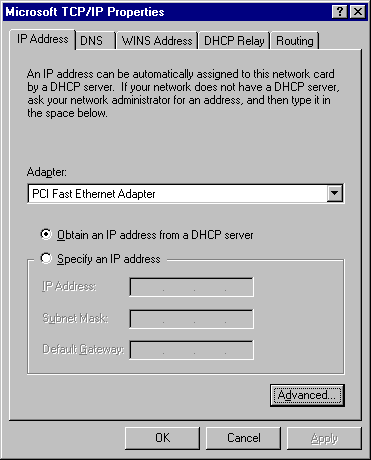 Microsoft TCP/IP Properties
IP Address DNS WINS Address DHCP Relay Routing
An IP address can be automatically assigned to this network card
by a DHCP server. If your network does not have a DHCP server,
ask your network administrator for an address, and then type it in
the space below.
Adapter:
PCI Fast Ethernet Adapter
Obtain an IP address from a DHCP server
Specify an IP address
IP Address:
Subnet Mask:
Default Gateway:
Advanced...
OK Cancel Apply